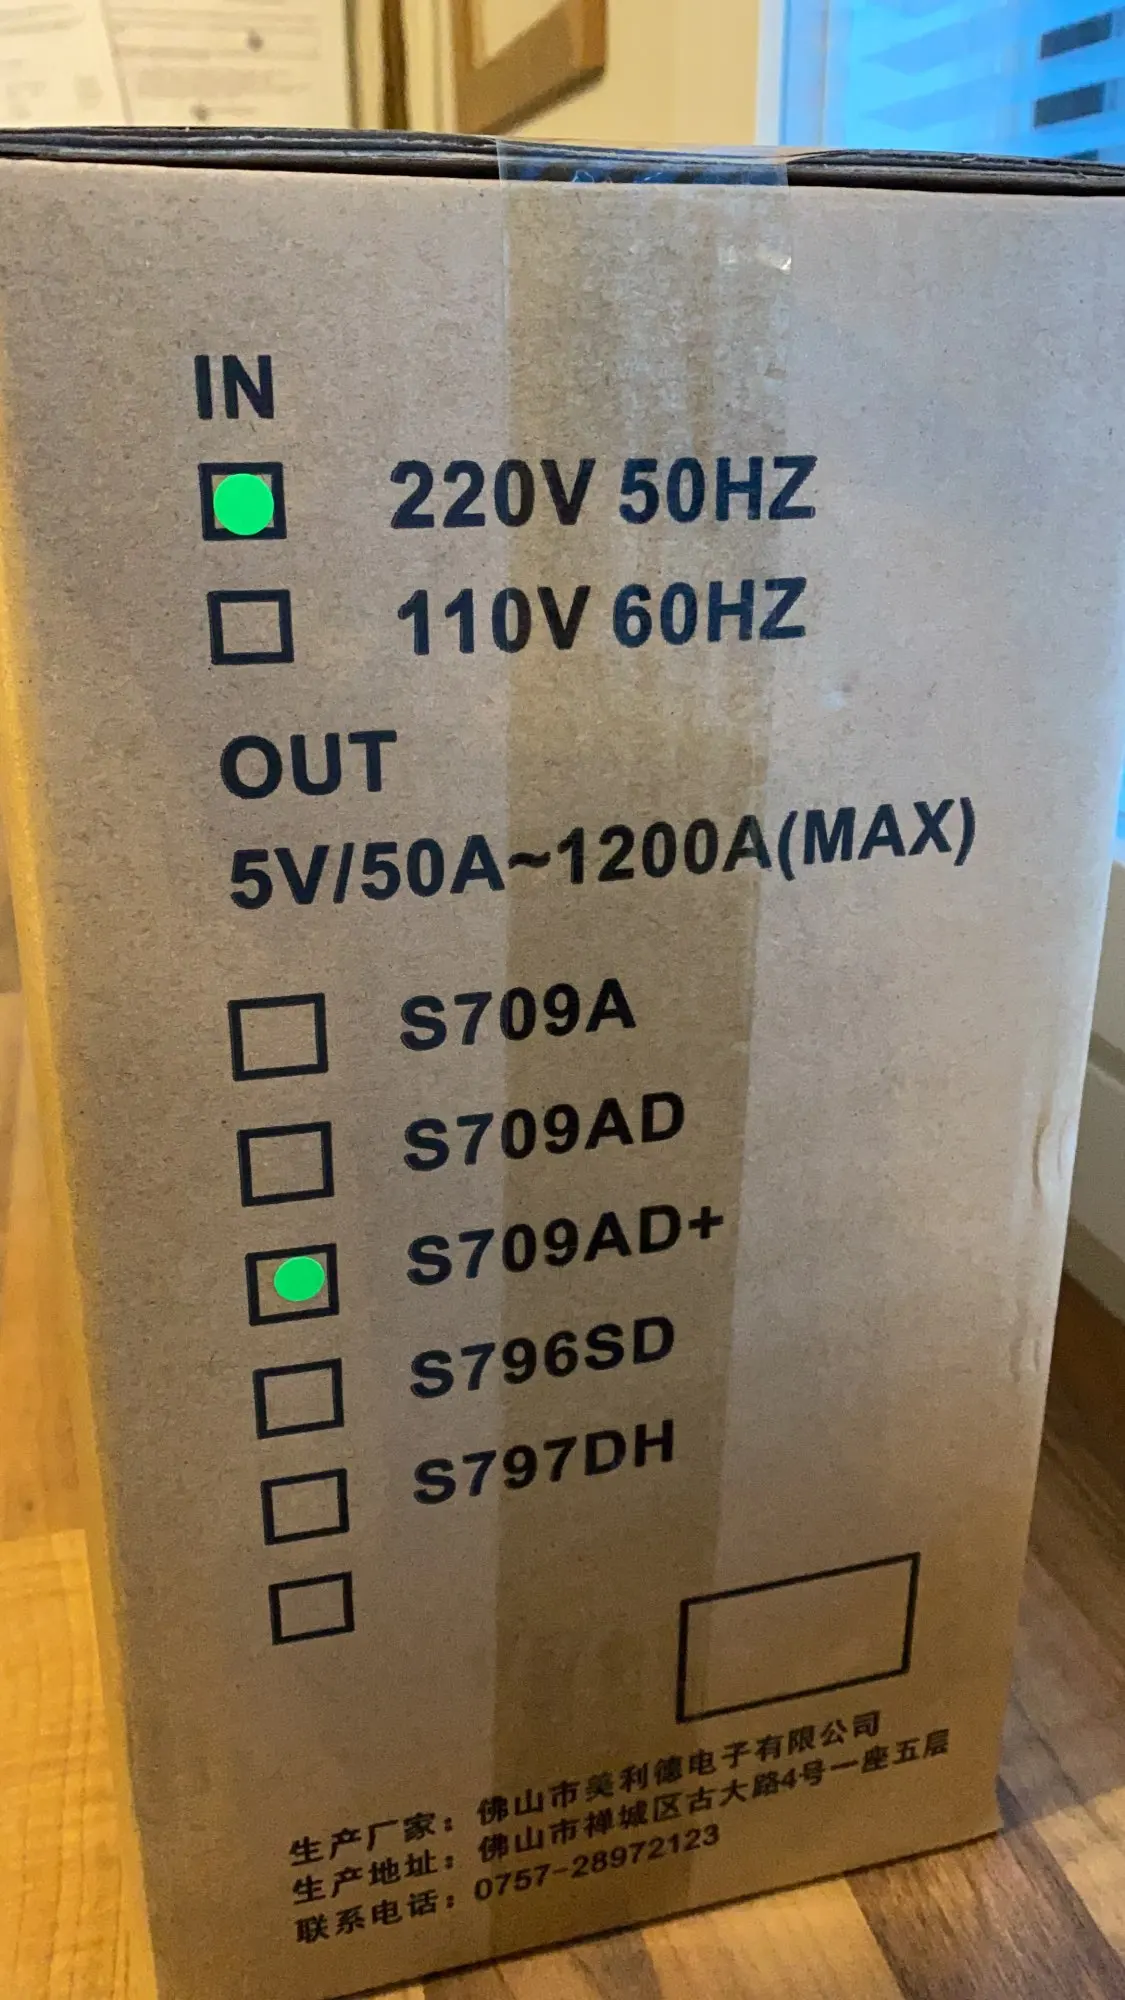 IN
220V 50HZ
110V 60HZ
OUT
5V/50A~1200A(MAX)
S709A
S709AD
S709AD+
S796SD
S797DH
生产厂家：佛山市美利德电子有限公司
生产地址：佛山市禅城区古大路4号一座五层
联系电话：0757-28972123